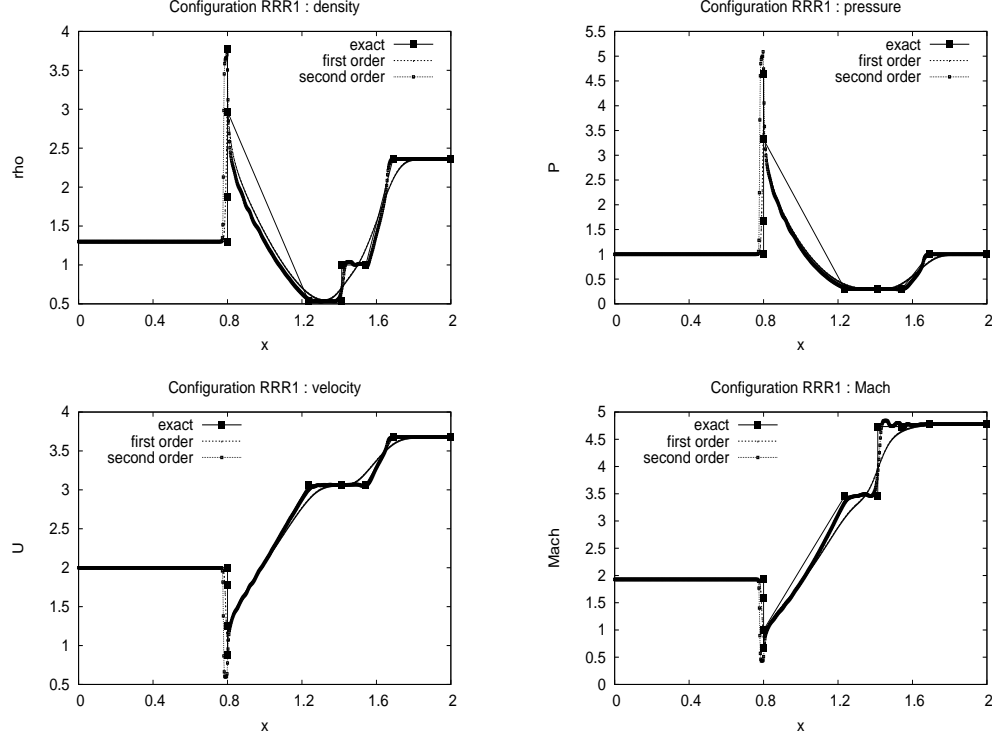 Configuration RRR1 : density
4
3.5
3
2.5
2
1.5
1
0.5
rho
exact
first order
second order
0 0.4 0.8 1.2 1.6 2
x
Configuration RRR1 : pressure
5.5
5
4.5
4
3.5
3
2.5
2
1.5
1
0.5
0
P
exact
first order
second order
0 0.4 0.8 1.2 1.6 2
x
Configuration RRR1 : velocity
4
3.5
3
2.5
2
1.5
1
0.5
U
exact
first order
second order
0 0.4 0.8 1.2 1.6 2
x
Configuration RRR1 : Mach
5
4.5
4
3.5
3
2.5
2
1.5
1
0.5
0
Mach
exact
first order
second order
0 0.4 0.8 1.2 1.6 2
x